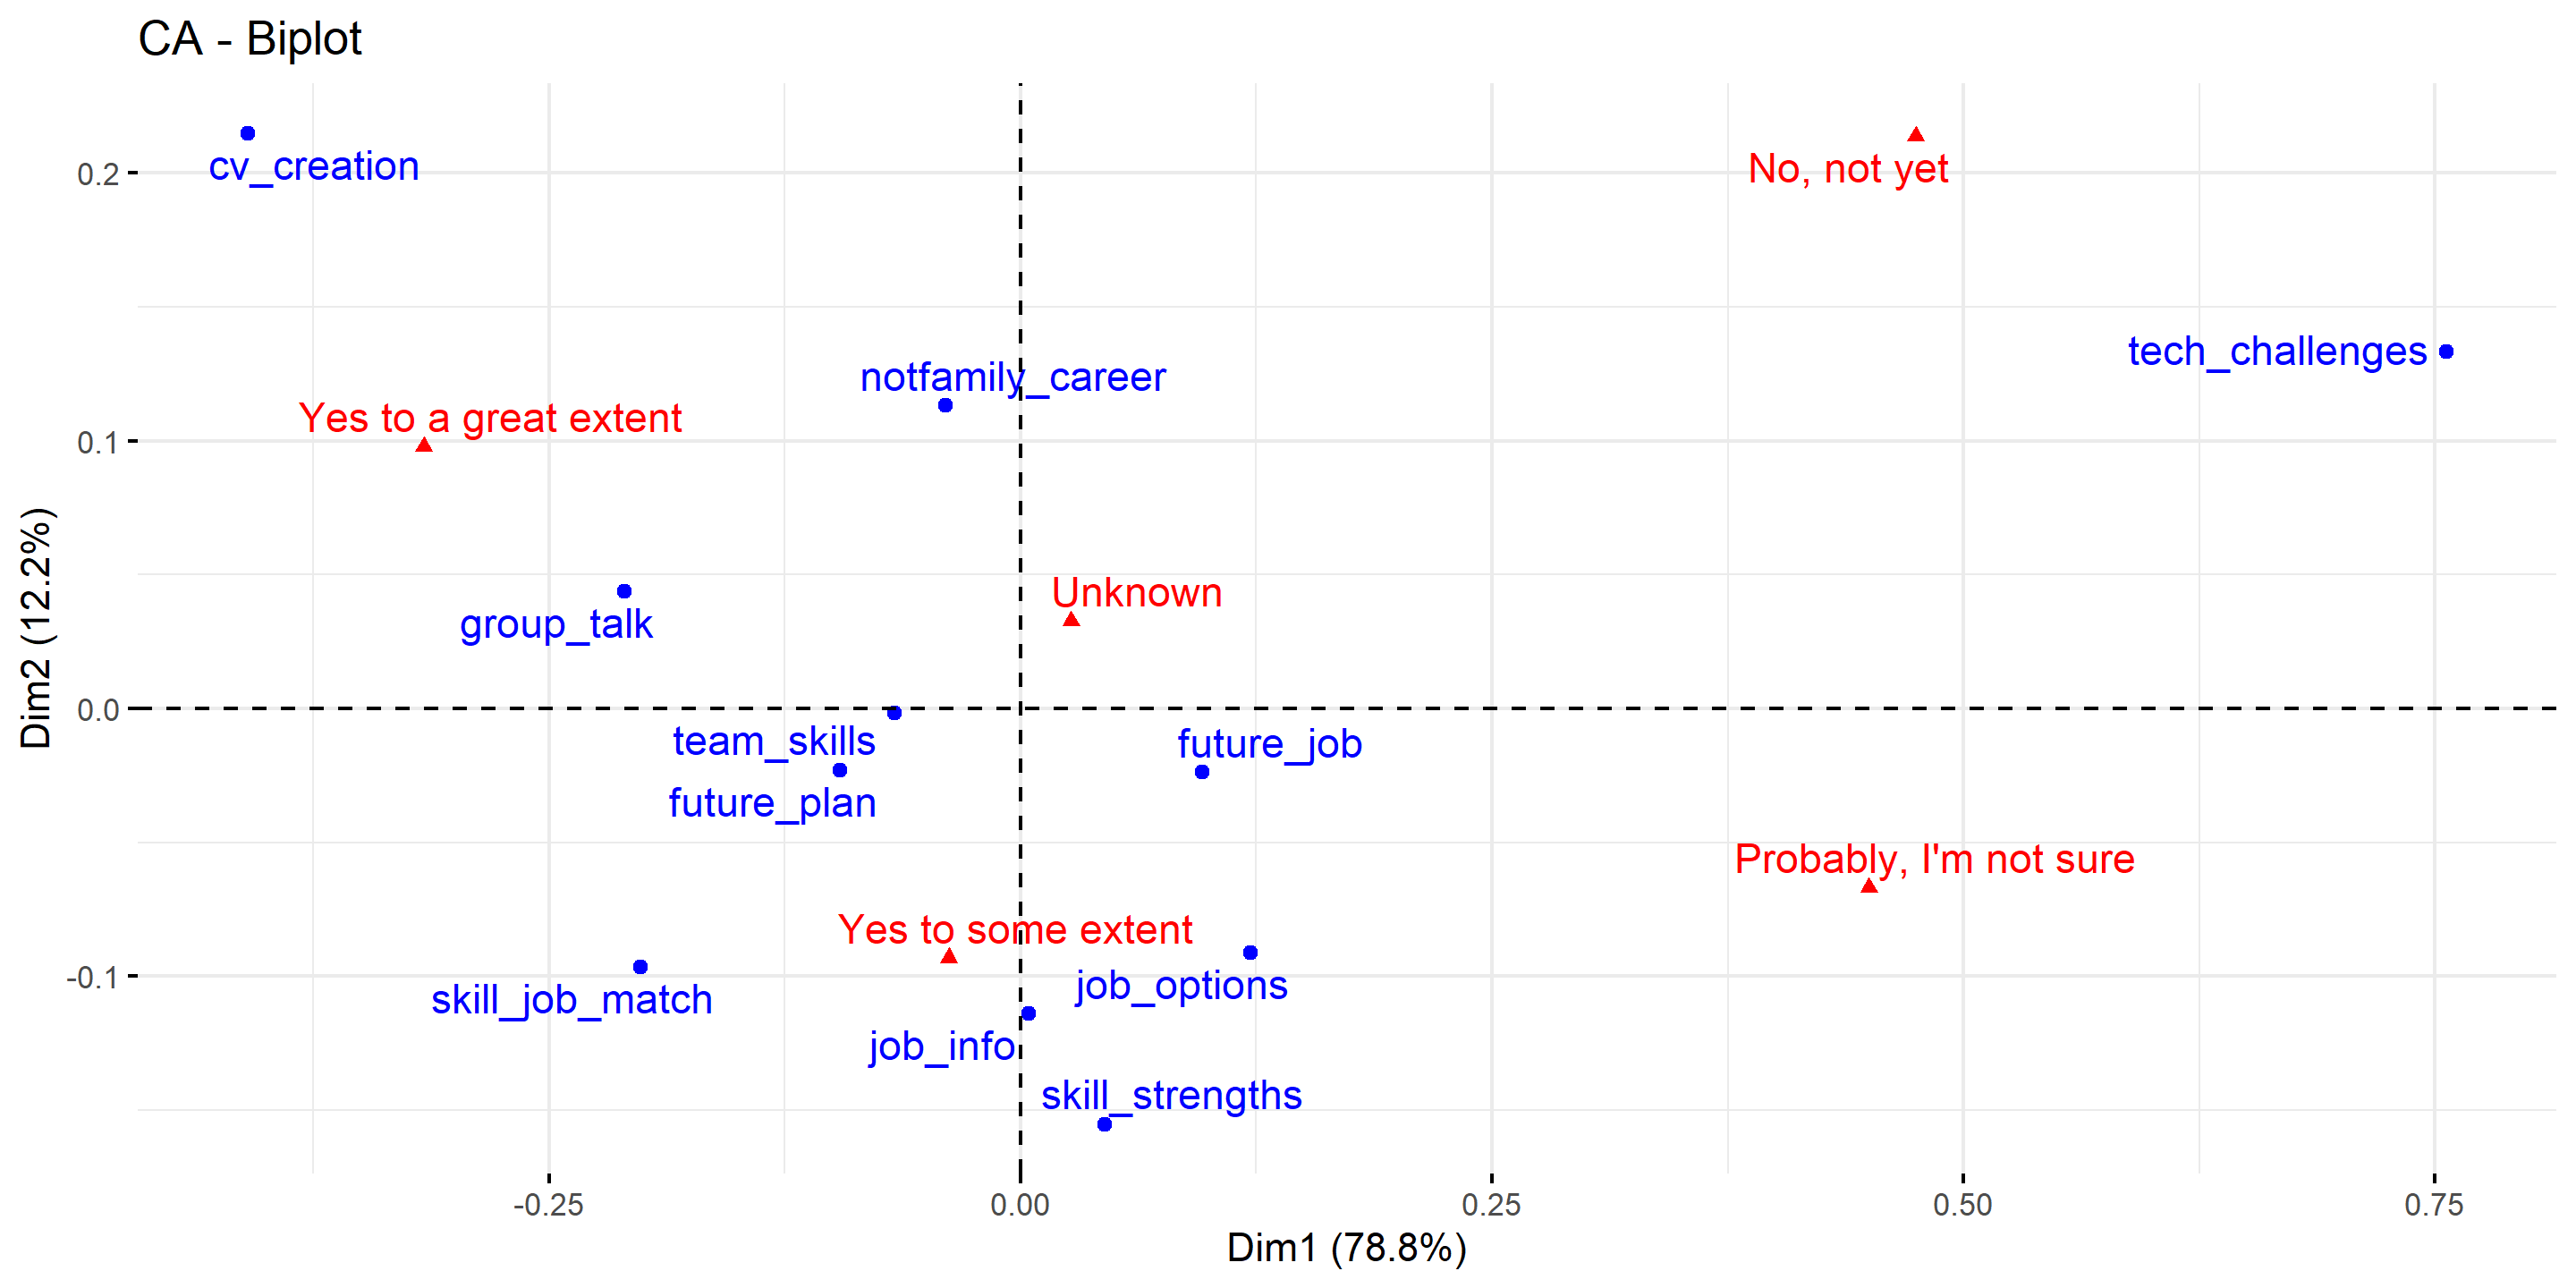 CA - Biplot
cv_creation
No, not yet
tech_challenges
notfamily_career
Yes to a great extent
Unknown
group_talk
team_skills
future_job
future_plan
Probably, I'm not sure
Yes to some extent
job_options
skill_job_match
job_info
skill_strengths
0.2
0.1
0.0
-0.1
Dim2 (12.2%)
-0.25
0.00
0.25
0.50
0.75
Dim1 (78.8%)